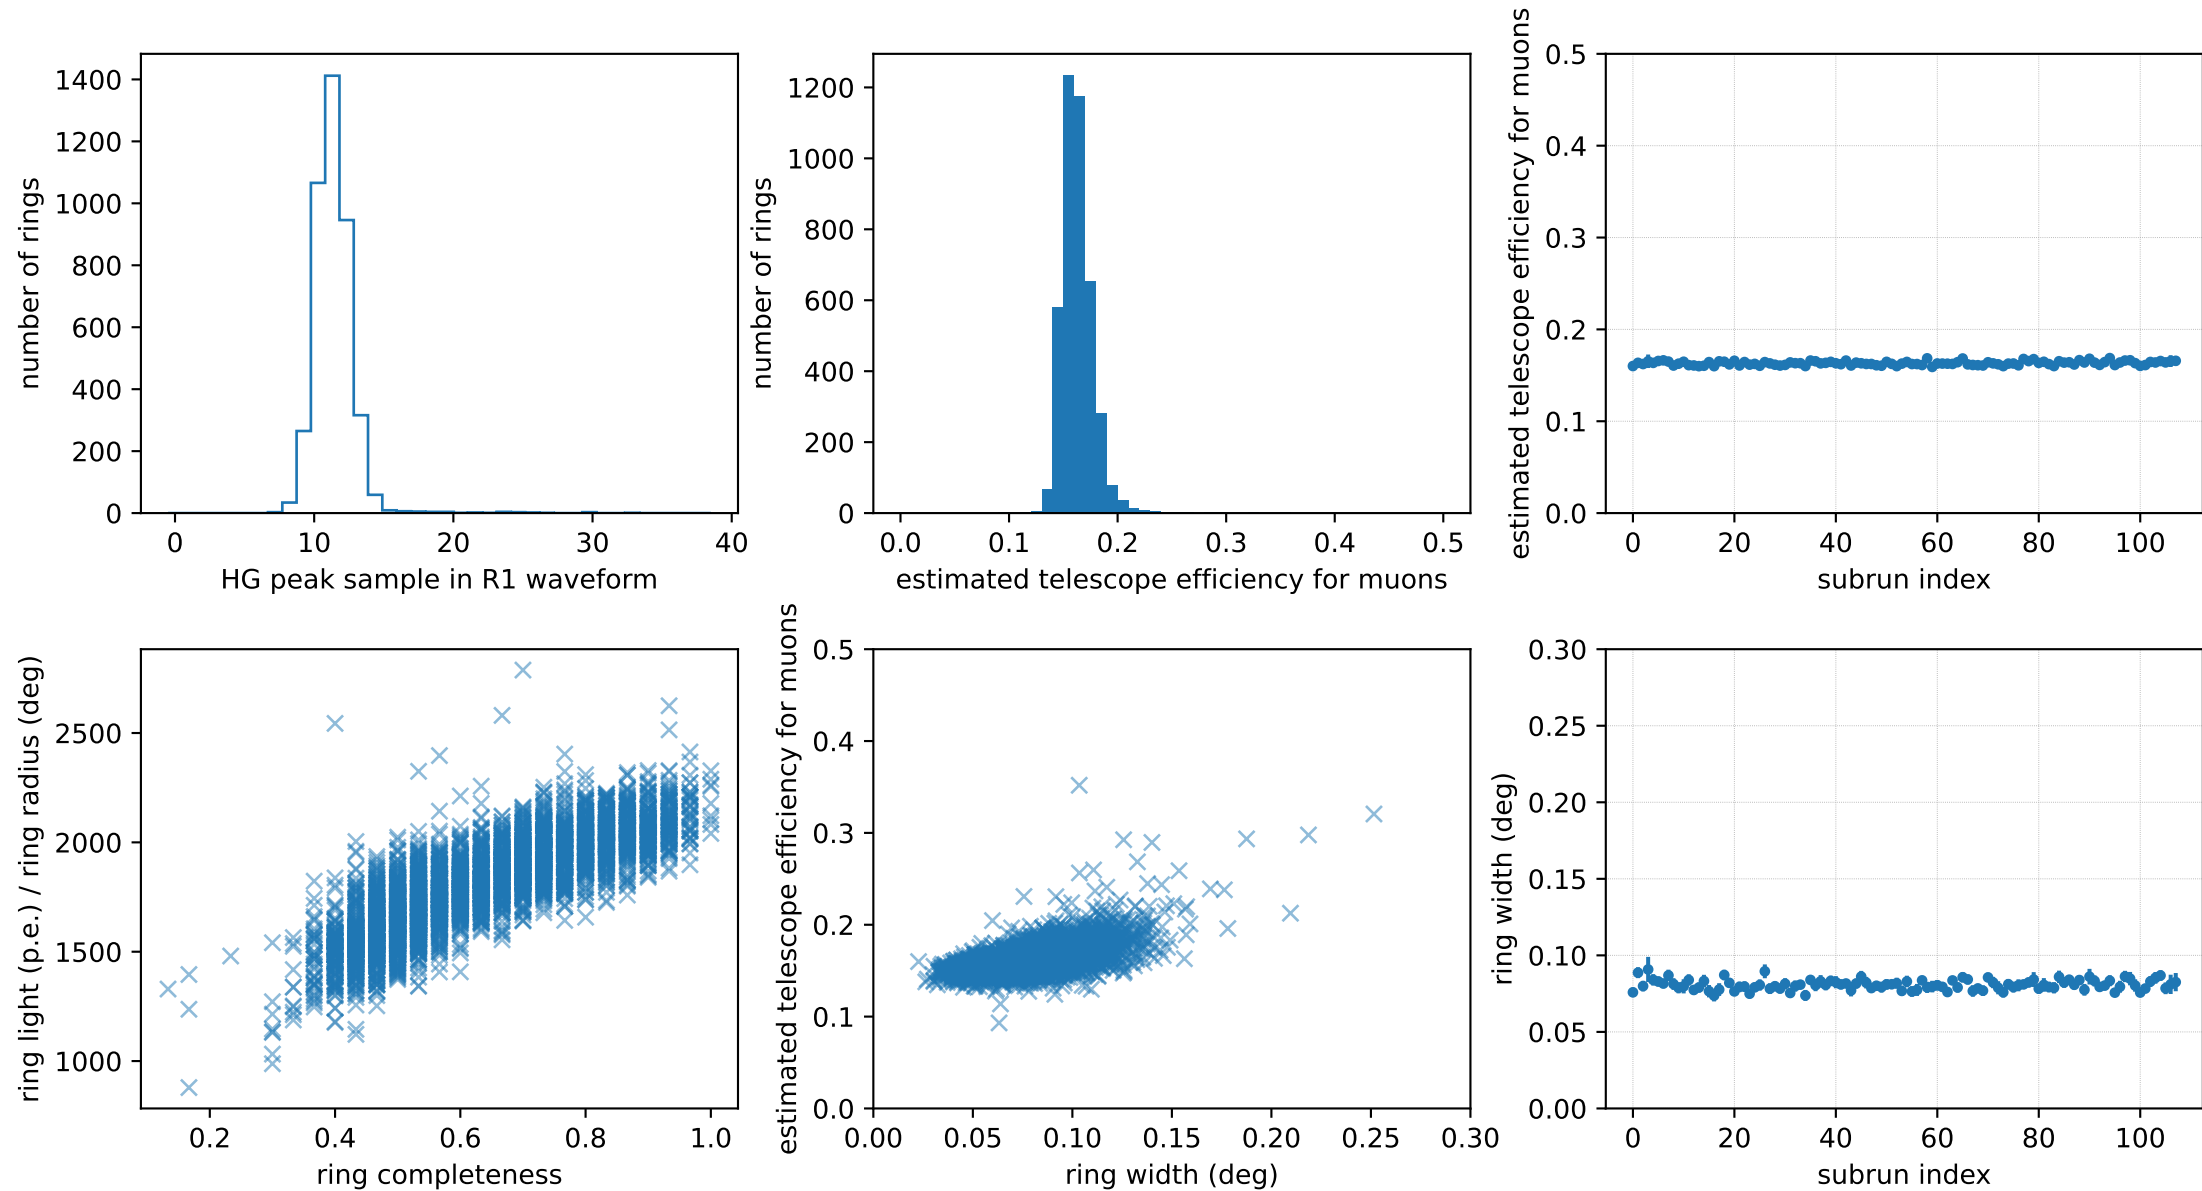 number of rings
1400
1200
1000
800
600
400
200
0
0 10 20 30 40
HG peak sample in R1 waveform
number of rings
1200
1000
800
600
400
200
0
0.0 0.1 0.2 0.3 0.4 0.5
estimated telescope efficiency for muons
estimated telescope efficiency for muons
0.5
0.4
0.3
0.2
0.1
0.0
0 20 40 60 80 100
subrun index
ring light (p.e.) / ring radius (deg)
2500
2000
1500
1000
0.2 0.4 0.6 0.8 1.0
ring completeness
estimated telescope efficiency for muons
0.5
0.4
0.3
0.2
0.1
0.0
0.00 0.05 0.10 0.15 0.20 0.25 0.30
ring width (deg)
ring width (deg)
0.30
0.25
0.20
0.15
0.10
0.05
0.00
0 20 40 60 80 100
subrun index